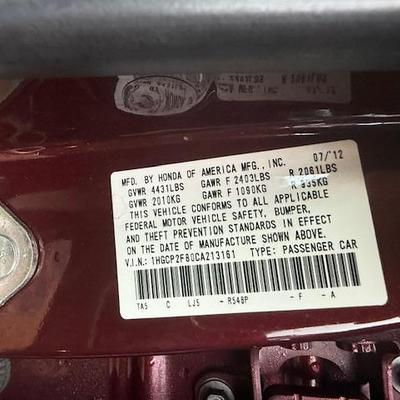 MFD. BY HONDA OF AMERICA MFG., INC. 07/'12
GVWR 4431LBS GAWR F 2403LBS R 2061LBS
GVWR 2010KG GAWR F 1090KG R 935KG
THIS VEHICLE CONFORMS TO ALL APPLICABLE
FEDERAL MOTOR VEHICLE SAFETY, BUMPER,
AND THEFT PREVENTION STANDARDS IN EFFECT
ON THE DATE OF MANUFACTURE SHOWN ABOVE.
V.I.N.: 1HGCP2F80CA213161 TYPE: PASSENGER CAR
TA5 C LJ5 - R548P - F - A